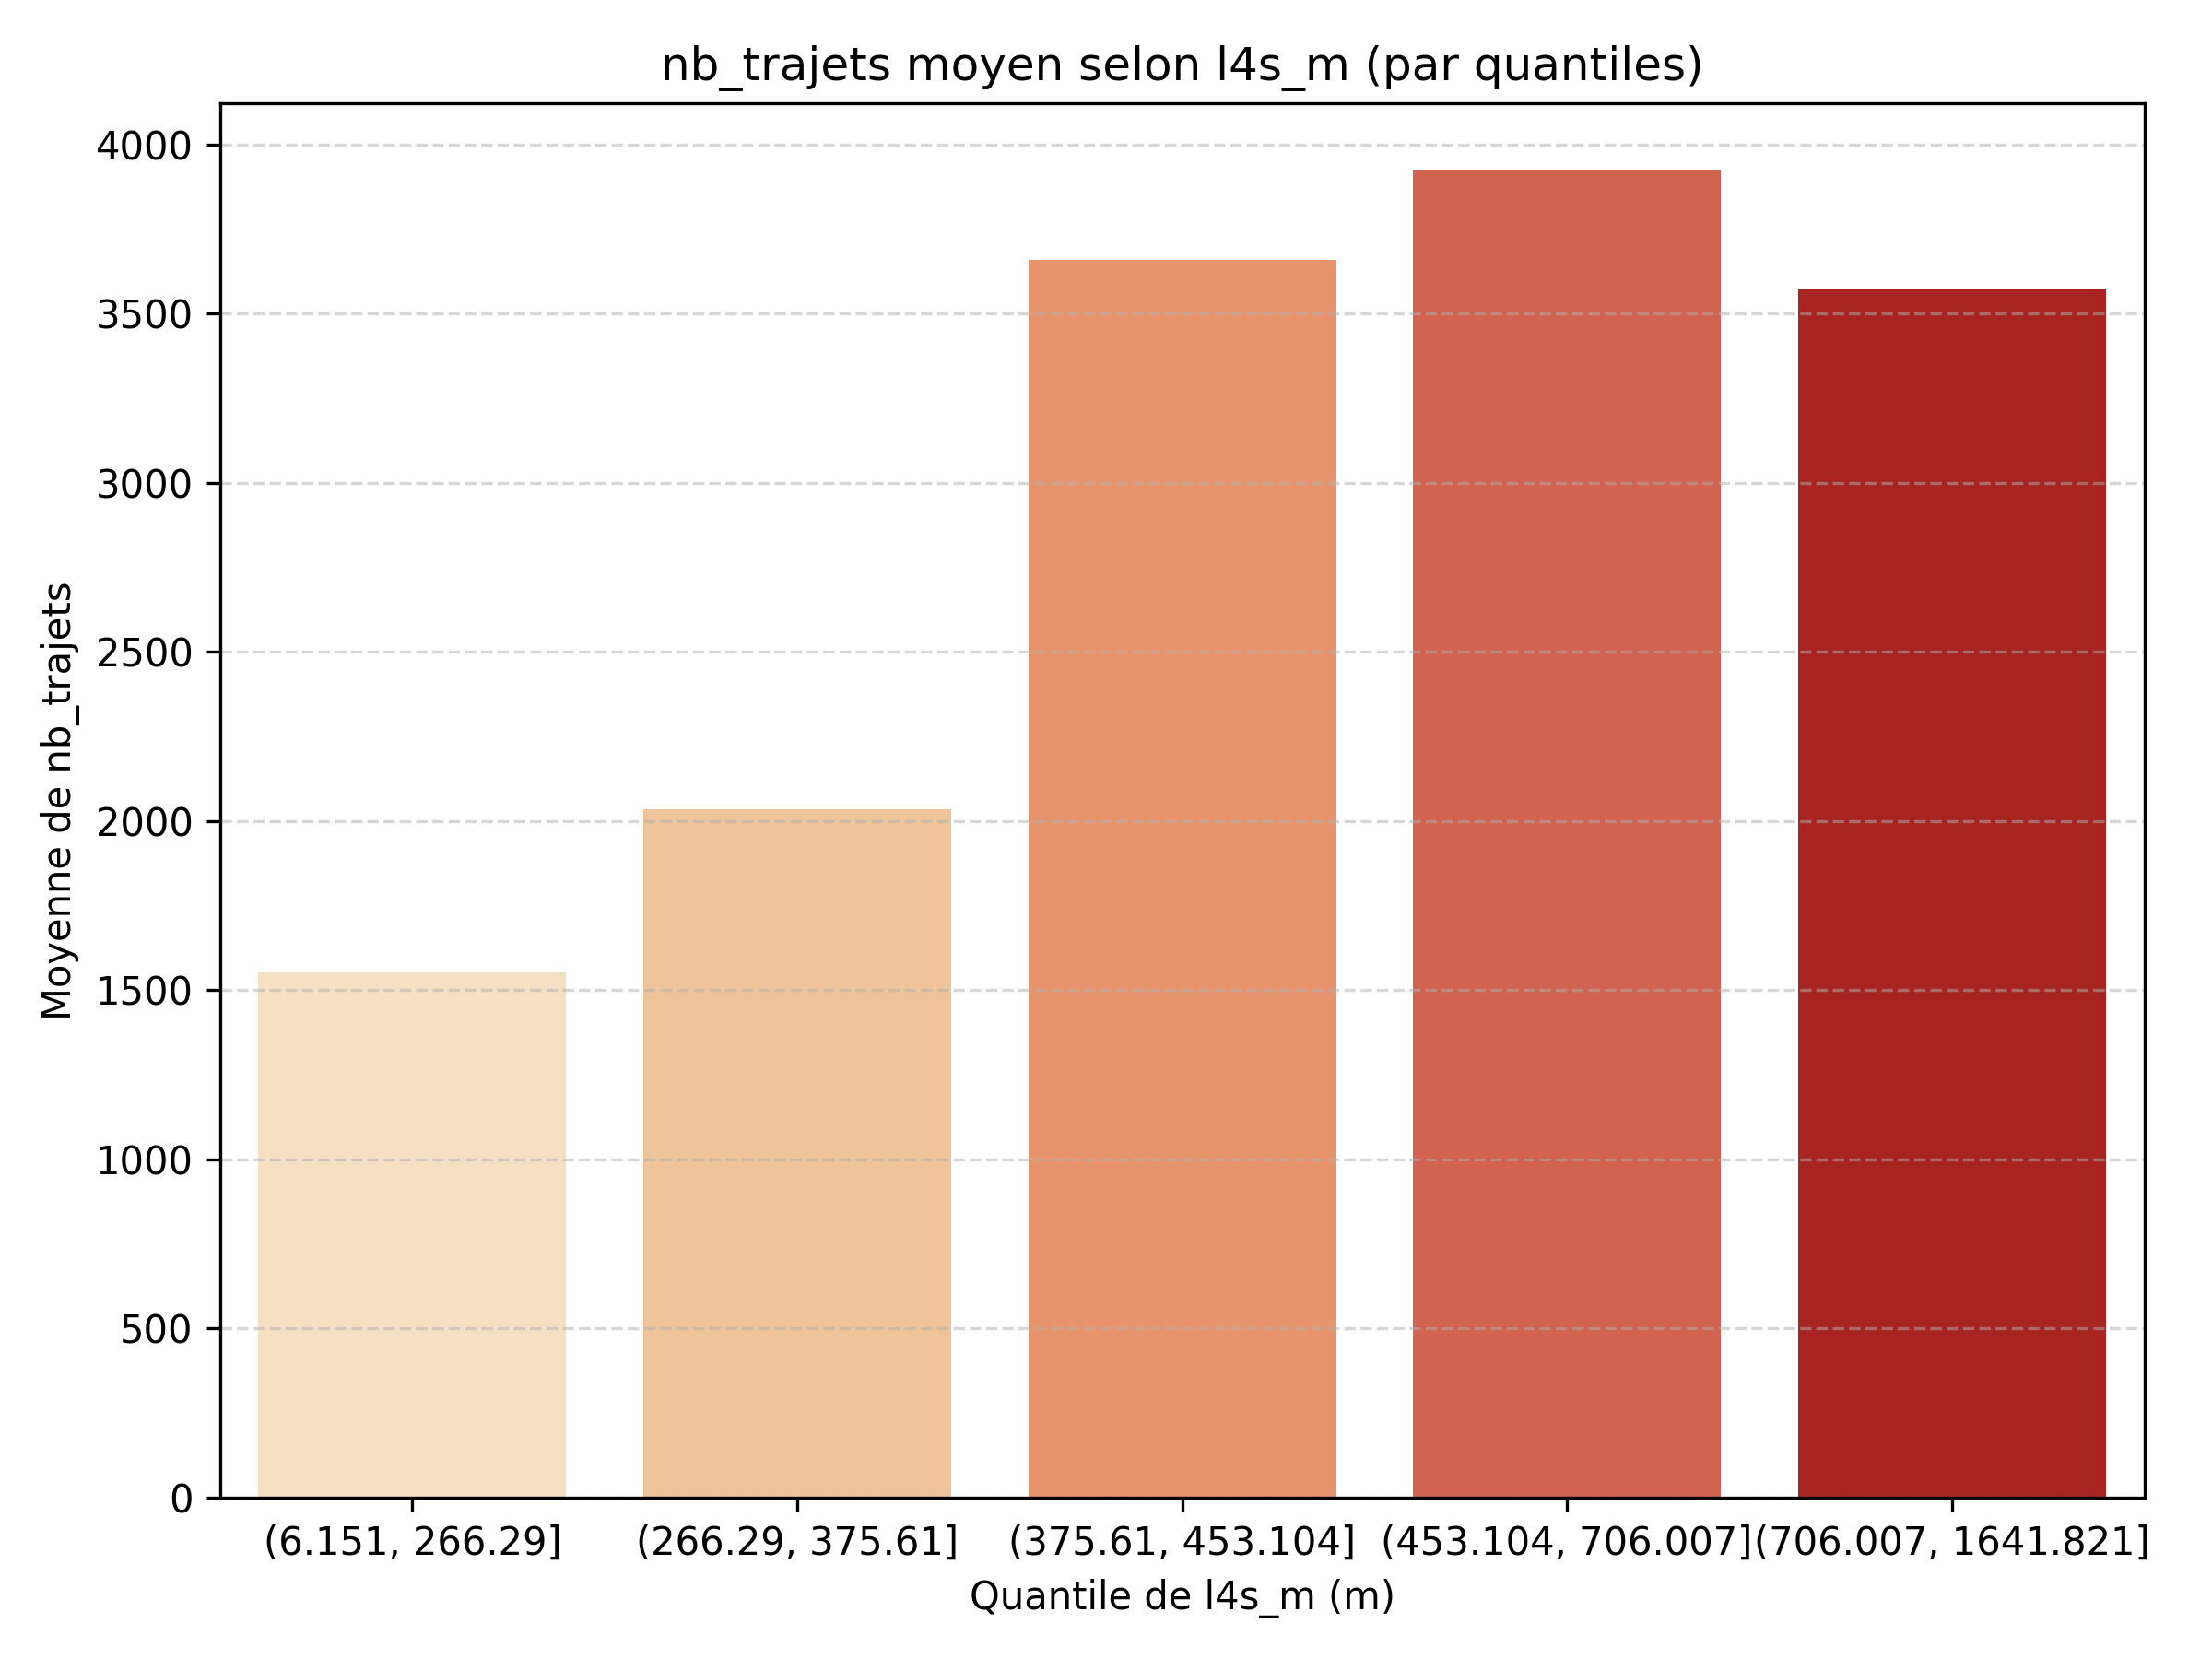 nb_trajets moyen selon l4s_m (par quantiles)
Moyenne de nb_trajets
4000
3500
3000
2500
2000
1500
1000
500
0
(6.151, 266.29] (266.29, 375.61] (375.61, 453.104] (453.104, 706.007] (706.007, 1641.821]
Quantile de l4s_m (m)